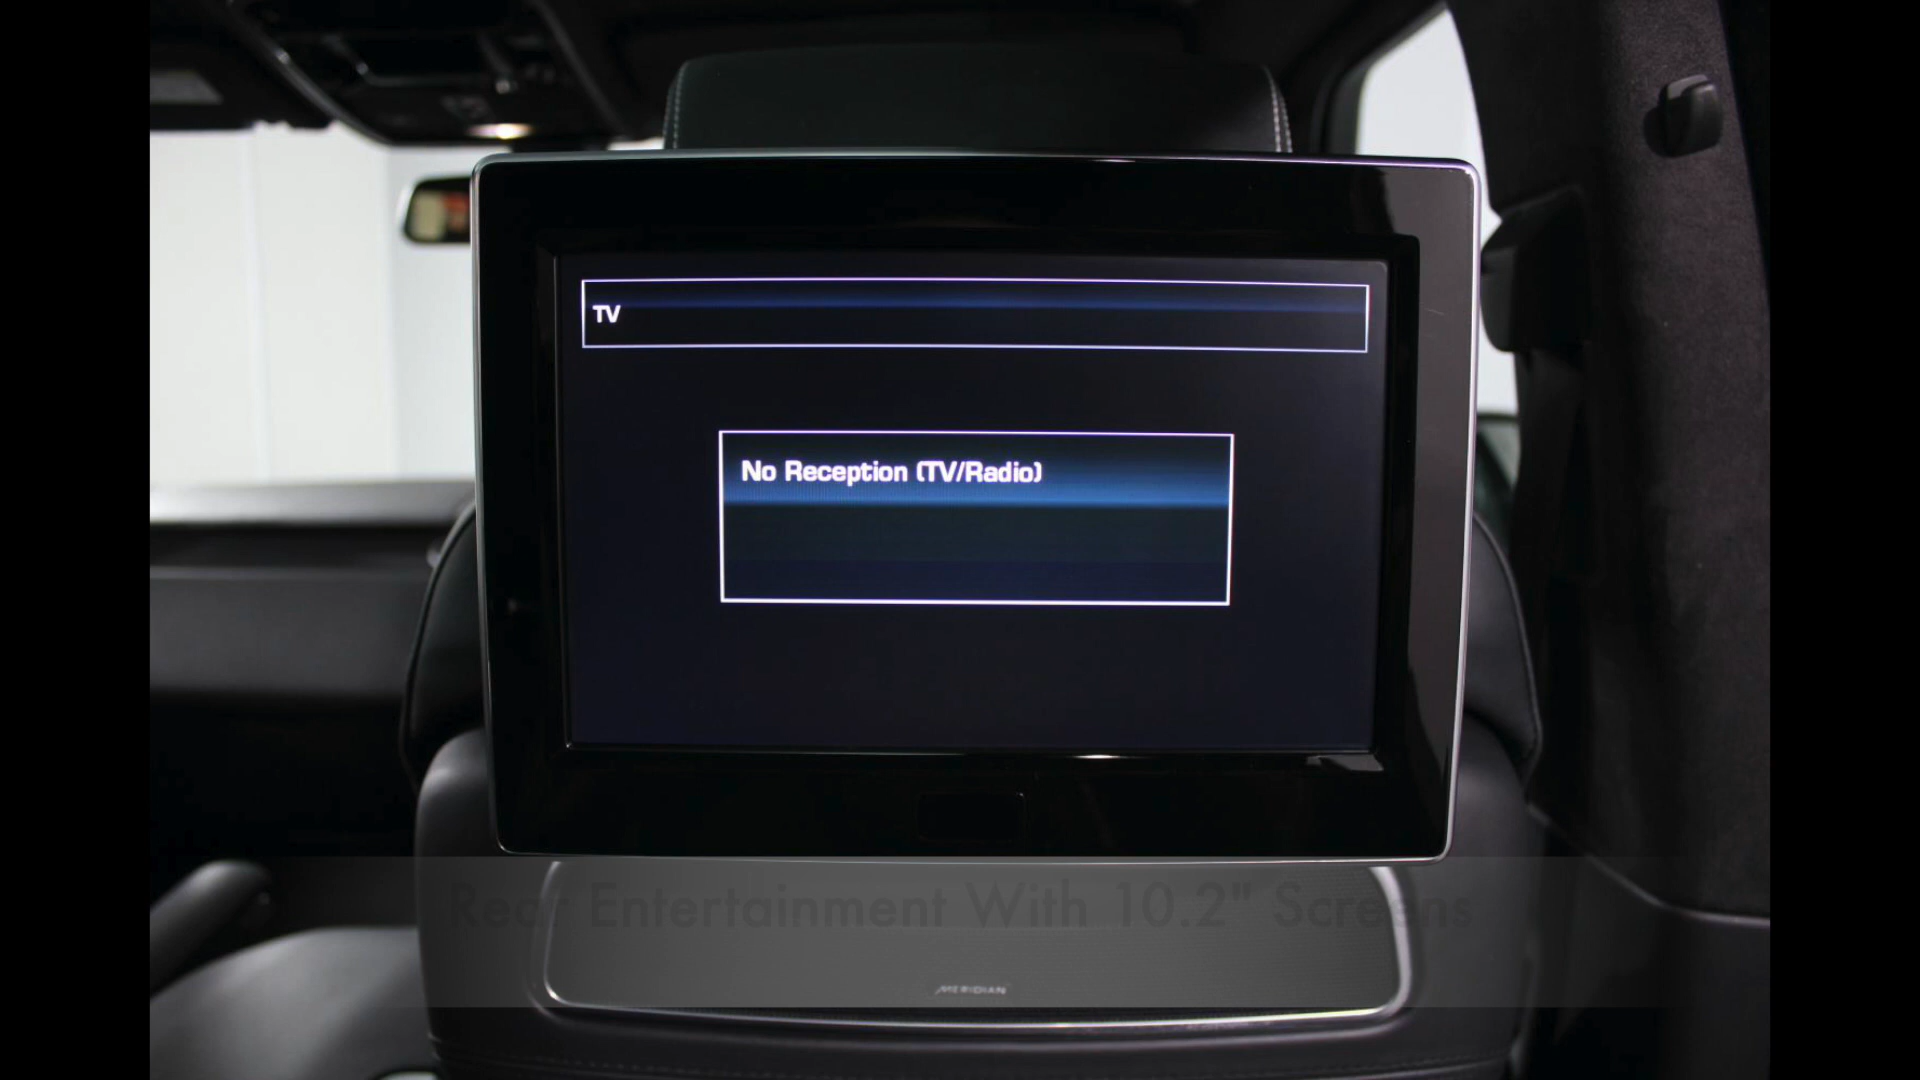 TV
No Reception (TV/Radio)
Rear Entertainment With 10.2" Screens
MERIDIAN